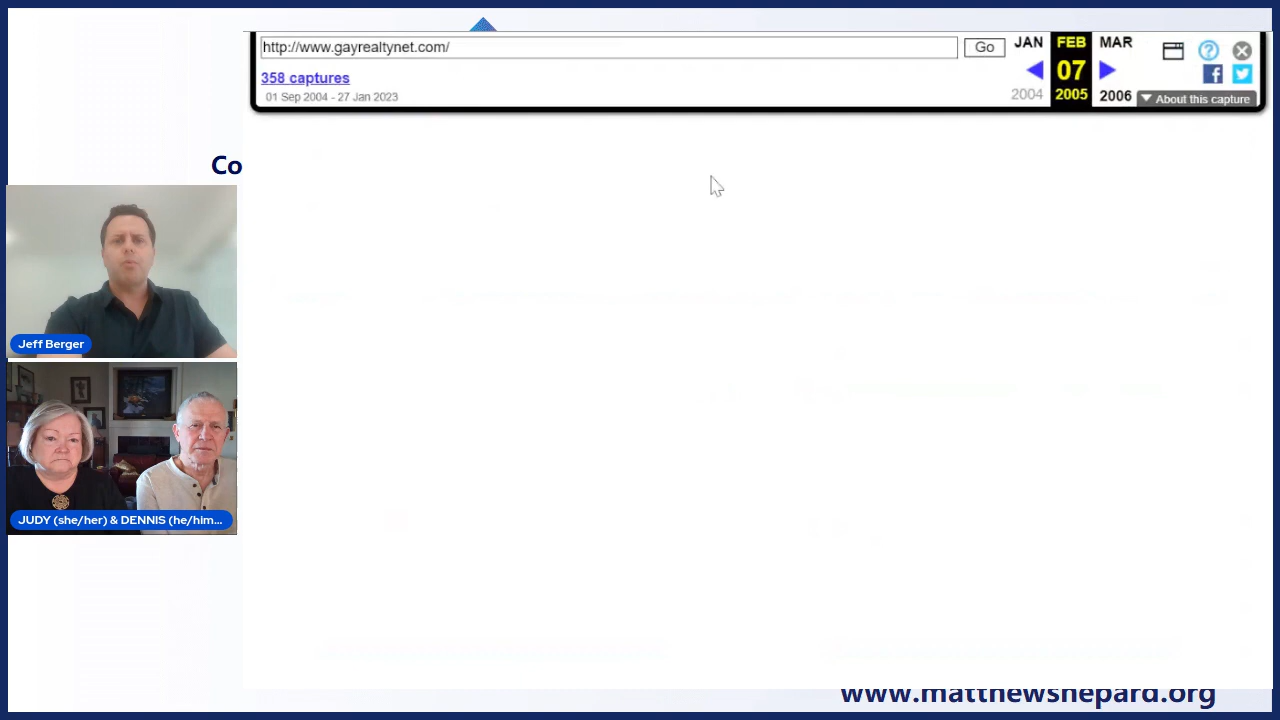 http://www.gayrealtynet.com/
Go
JAN
FEB
MAR
358 captures
07
01 Sep 2004 - 27 Jan 2023
2004
2005
2006
About this capture
Co
Jeff Berger
JUDY (she/her) & DENNIS (he/him...
www.matthewshepard.org